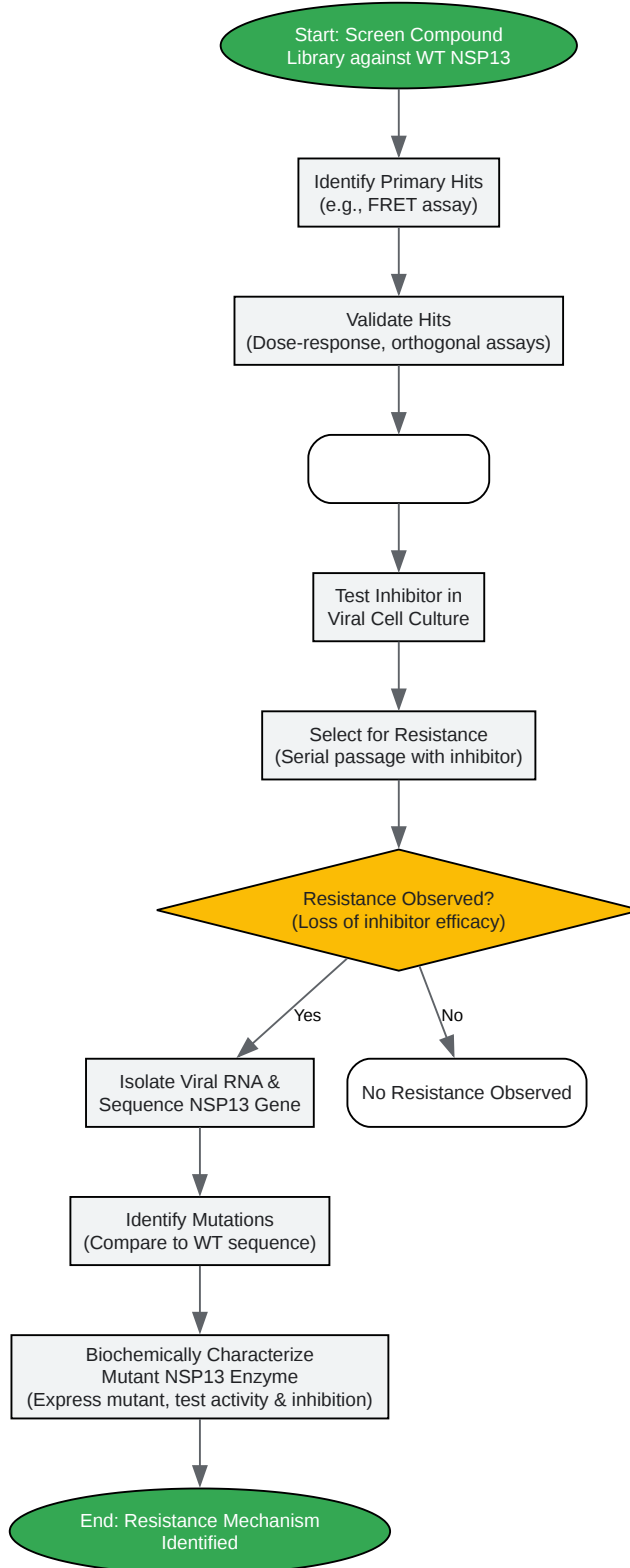 Start: Screen Compound
Library against WT NSP13
Identify Primary Hits
(e.g., FRET assay)
Validate Hits
(Dose-response, orthogonal assays)
Test Inhibitor in
Viral Cell Culture
Select for Resistance
(Serial passage with inhibitor)
Resistance Observed?
(Loss of inhibitor efficacy)
Yes
No
Isolate Viral RNA &
Sequence NSP13 Gene
No Resistance Observed
Identify Mutations
(Compare to WT sequence)
Biochemically Characterize
Mutant NSP13 Enzyme
(Express mutant, test activity & inhibition)
End: Resistance Mechanism
Identified